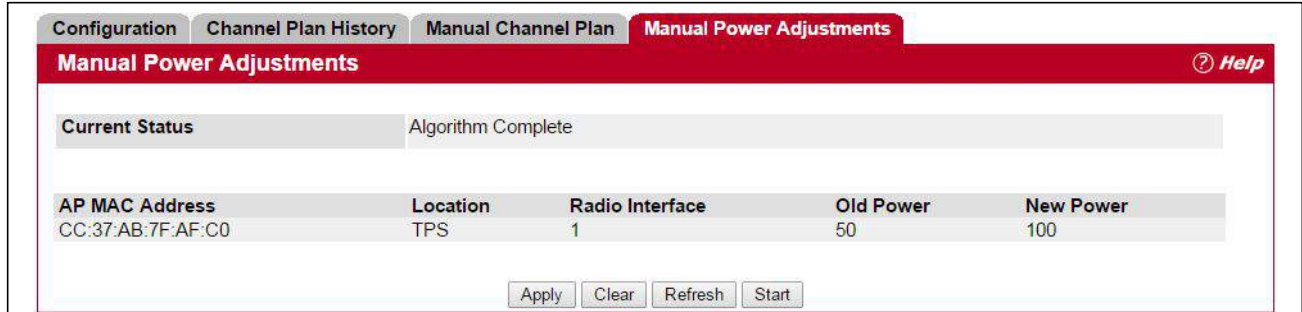 Configuration Channel Plan History Manual Channel Plan Manual Power Adjustments
Manual Power Adjustments ? Help
Current Status Algorithm Complete
AP MAC Address Location Radio Interface Old Power New Power
CC:37:AB:7F:AF:C0 TPS 1 50 100
Apply Clear Refresh Start